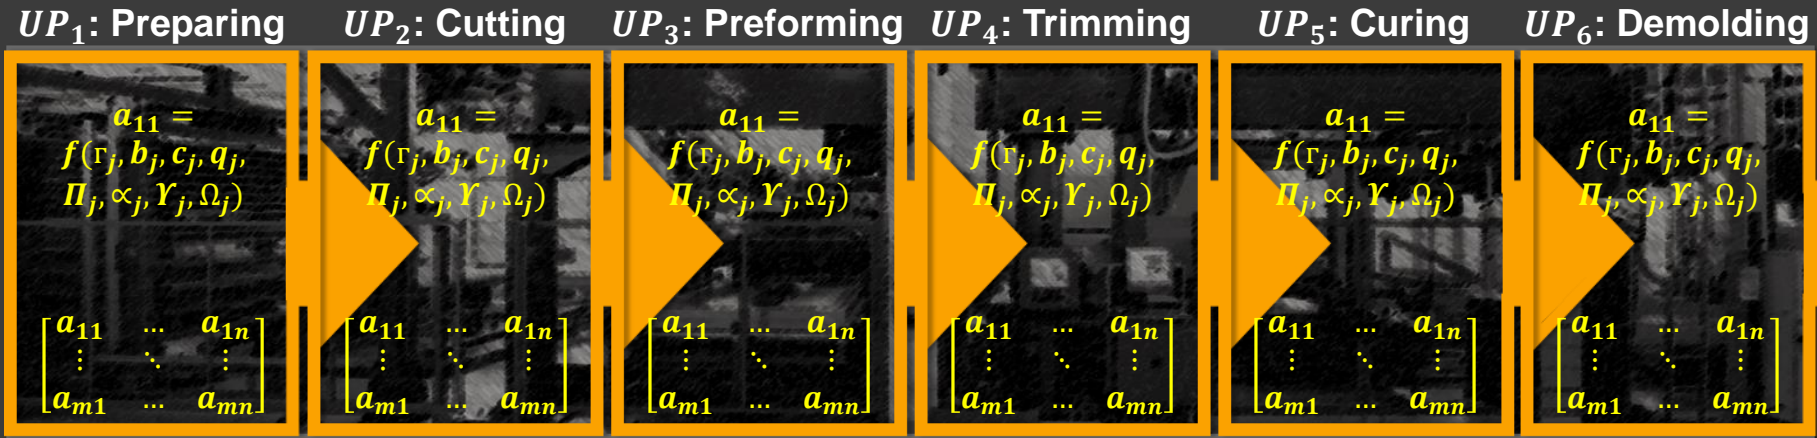 UP₁: Preparing
UP₂: Cutting
UP₃: Preforming
UP₄: Trimming
UP₅: Curing
UP₆: Demolding
a₁₁ =
f(Γⱼ, bⱼ, cⱼ, qⱼ,
Πⱼ, ∝ⱼ, ϒⱼ, Ωⱼ)
[a₁₁ ... a₁ₙ
⋮ ⋱ ⋮
aₘ₁ ... aₘₙ]
a₁₁ =
f(Γⱼ, bⱼ, cⱼ, qⱼ,
Πⱼ, ∝ⱼ, ϒⱼ, Ωⱼ)
[a₁₁ ... a₁ₙ
⋮ ⋱ ⋮
aₘ₁ ... aₘₙ]
a₁₁ =
f(Γⱼ, bⱼ, cⱼ, qⱼ,
Πⱼ, ∝ⱼ, ϒⱼ, Ωⱼ)
[a₁₁ ... a₁ₙ
⋮ ⋱ ⋮
aₘ₁ ... aₘₙ]
a₁₁ =
f(Γⱼ, bⱼ, cⱼ, qⱼ,
Πⱼ, ∝ⱼ, ϒⱼ, Ωⱼ)
[a₁₁ ... a₁ₙ
⋮ ⋱ ⋮
aₘ₁ ... aₘₙ]
a₁₁ =
f(Γⱼ, bⱼ, cⱼ, qⱼ,
Πⱼ, ∝ⱼ, ϒⱼ, Ωⱼ)
[a₁₁ ... a₁ₙ
⋮ ⋱ ⋮
aₘ₁ ... aₘₙ]
a₁₁ =
f(Γⱼ, bⱼ, cⱼ, qⱼ,
Πⱼ, ∝ⱼ, ϒⱼ, Ωⱼ)
[a₁₁ ... a₁ₙ
⋮ ⋱ ⋮
aₘ₁ ... aₘₙ]